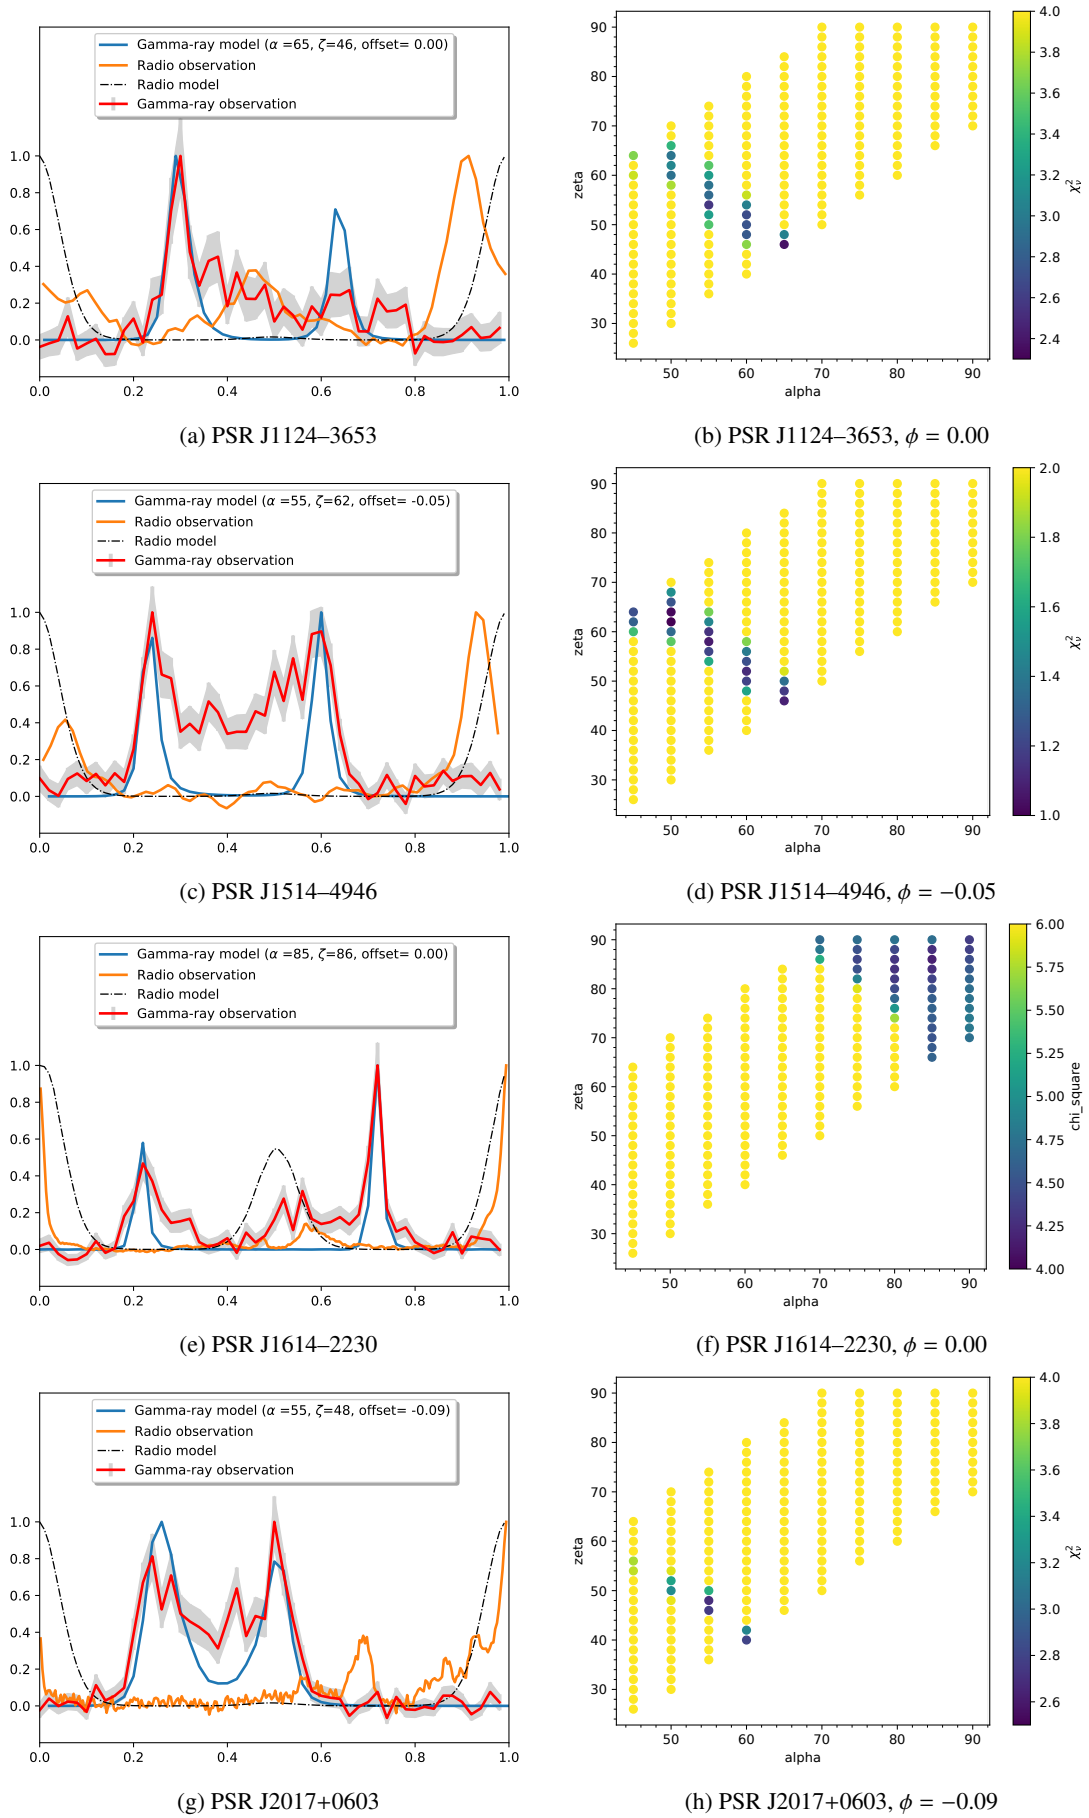 Gamma-ray model (α =65, ζ=46, offset= 0.00)
Radio observation
Radio model
Gamma-ray observation
1.0
0.8
0.6
0.4
0.2
0.0
0.0 0.2 0.4 0.6 0.8 1.0
(a) PSR J1124–3653
90
80
70
60
50
40
30
zeta
50 60 70 80 90
alpha
4.0
3.8
3.6
3.4
3.2
3.0
2.8
2.6
2.4
χ²ᵥ
(b) PSR J1124–3653, ϕ = 0.00
Gamma-ray model (α =55, ζ=62, offset= -0.05)
Radio observation
Radio model
Gamma-ray observation
1.0
0.8
0.6
0.4
0.2
0.0
0.0 0.2 0.4 0.6 0.8 1.0
(c) PSR J1514–4946
90
80
70
60
50
40
30
zeta
50 60 70 80 90
alpha
2.0
1.8
1.6
1.4
1.2
1.0
χ²ᵥ
(d) PSR J1514–4946, ϕ = −0.05
Gamma-ray model (α =85, ζ=86, offset= 0.00)
Radio observation
Radio model
Gamma-ray observation
1.0
0.8
0.6
0.4
0.2
0.0
0.0 0.2 0.4 0.6 0.8 1.0
(e) PSR J1614–2230
90
80
70
60
50
40
30
zeta
50 60 70 80 90
alpha
6.00
5.75
5.50
5.25
5.00
4.75
4.50
4.25
4.00
chi_square
(f) PSR J1614–2230, ϕ = 0.00
Gamma-ray model (α =55, ζ=48, offset= -0.09)
Radio observation
Radio model
Gamma-ray observation
1.0
0.8
0.6
0.4
0.2
0.0
0.0 0.2 0.4 0.6 0.8 1.0
(g) PSR J2017+0603
90
80
70
60
50
40
30
zeta
50 60 70 80 90
alpha
4.0
3.8
3.6
3.4
3.2
3.0
2.8
2.6
χ²ᵥ
(h) PSR J2017+0603, ϕ = −0.09